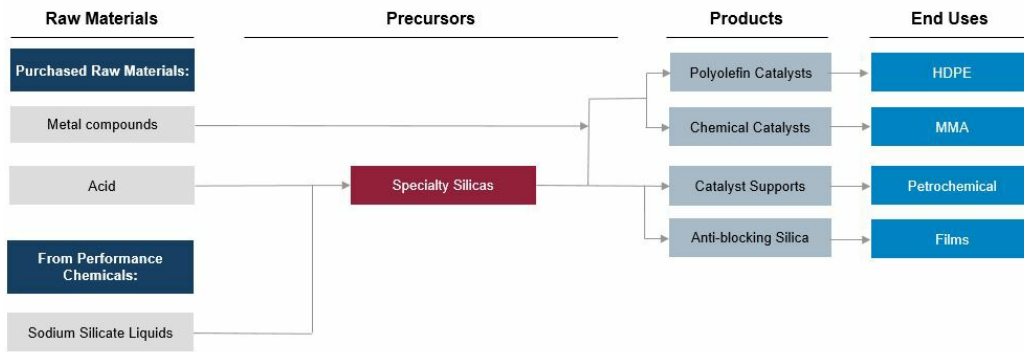 Raw Materials
Precursors
Products
End Uses
Purchased Raw Materials:
Polyolefin Catalysts
HDPE
Metal compounds
Chemical Catalysts
MMA
Acid
Specialty Silicas
Catalyst Supports
Petrochemical
Anti-blocking Silica
Films
From Performance
Chemicals:
Sodium Silicate Liquids